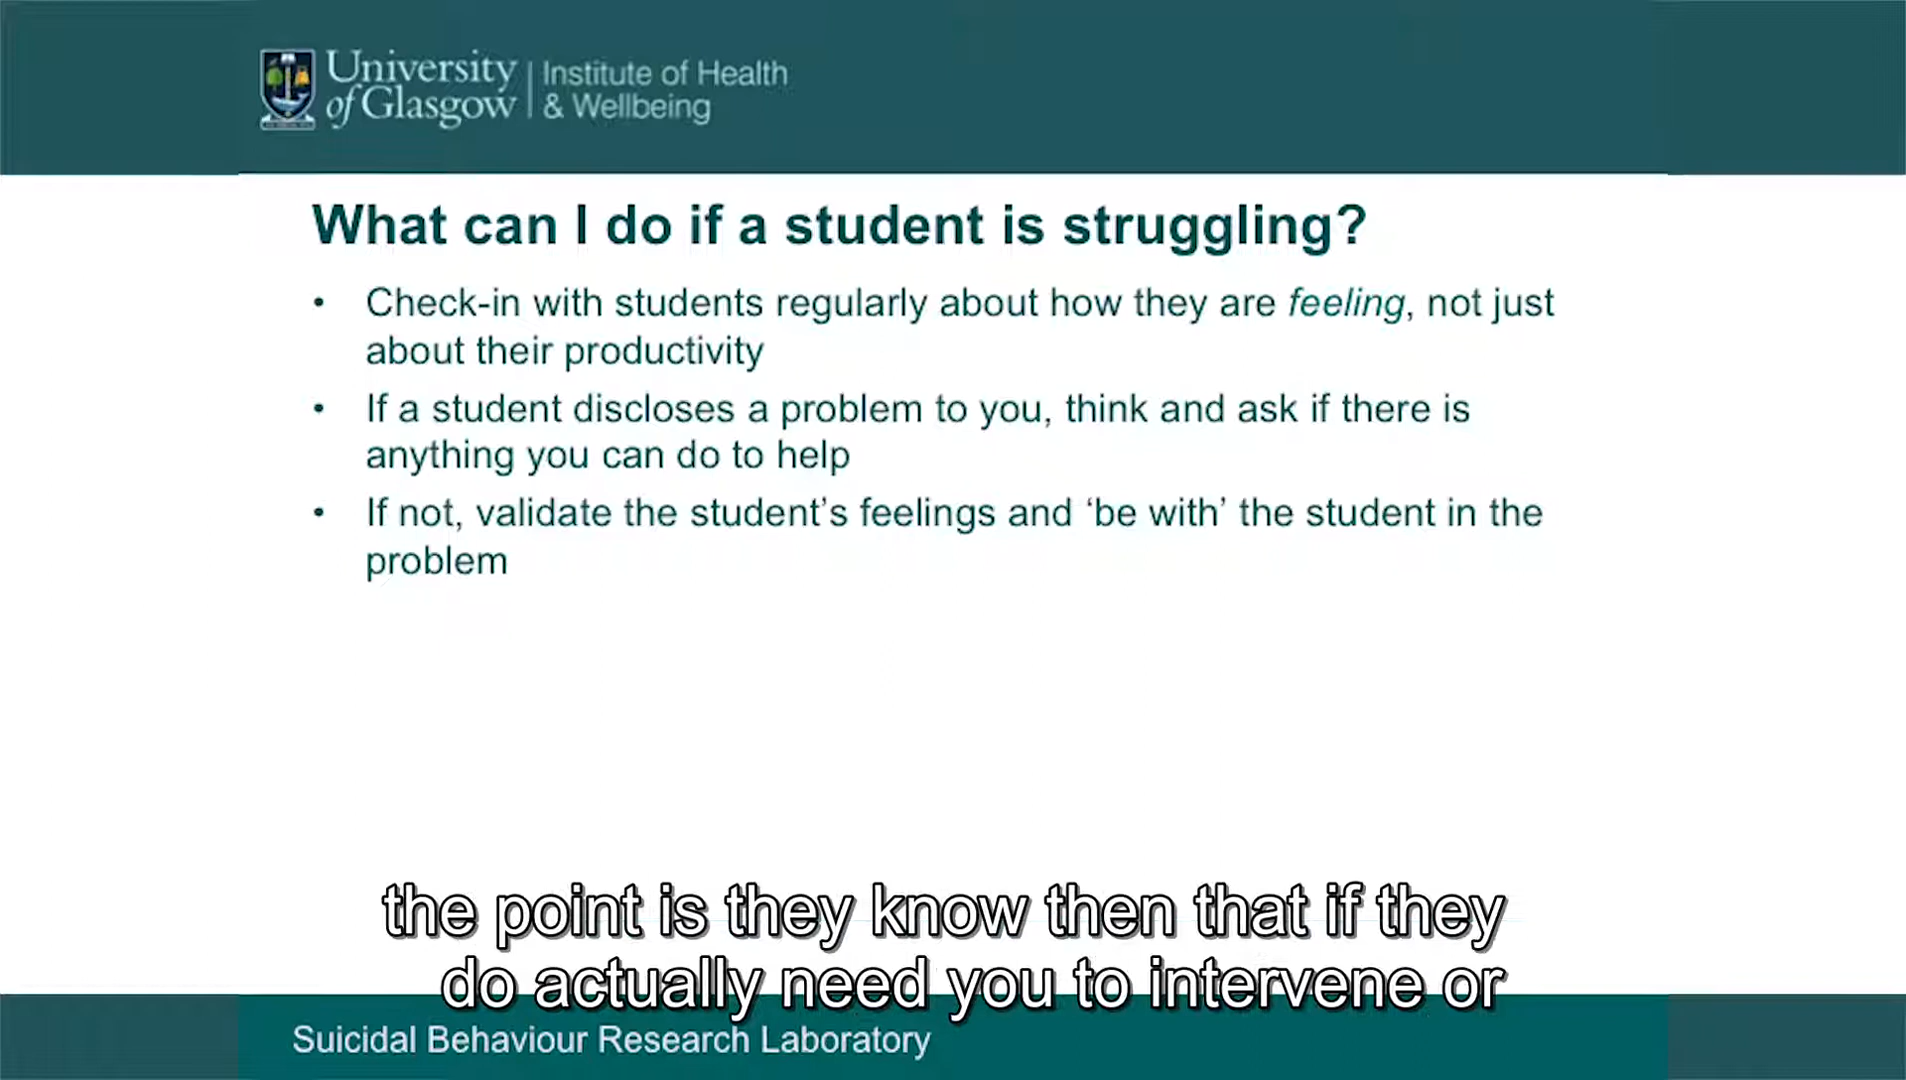 University
of Glasgow
Institute of Health
& Wellbeing
What can I do if a student is struggling?
• Check-in with students regularly about how they are feeling, not just
about their productivity
• If a student discloses a problem to you, think and ask if there is
anything you can do to help
• If not, validate the student’s feelings and ‘be with’ the student in the
problem
the point is they know then that if they
do actually need you to intervene or
Suicidal Behaviour Research Laboratory